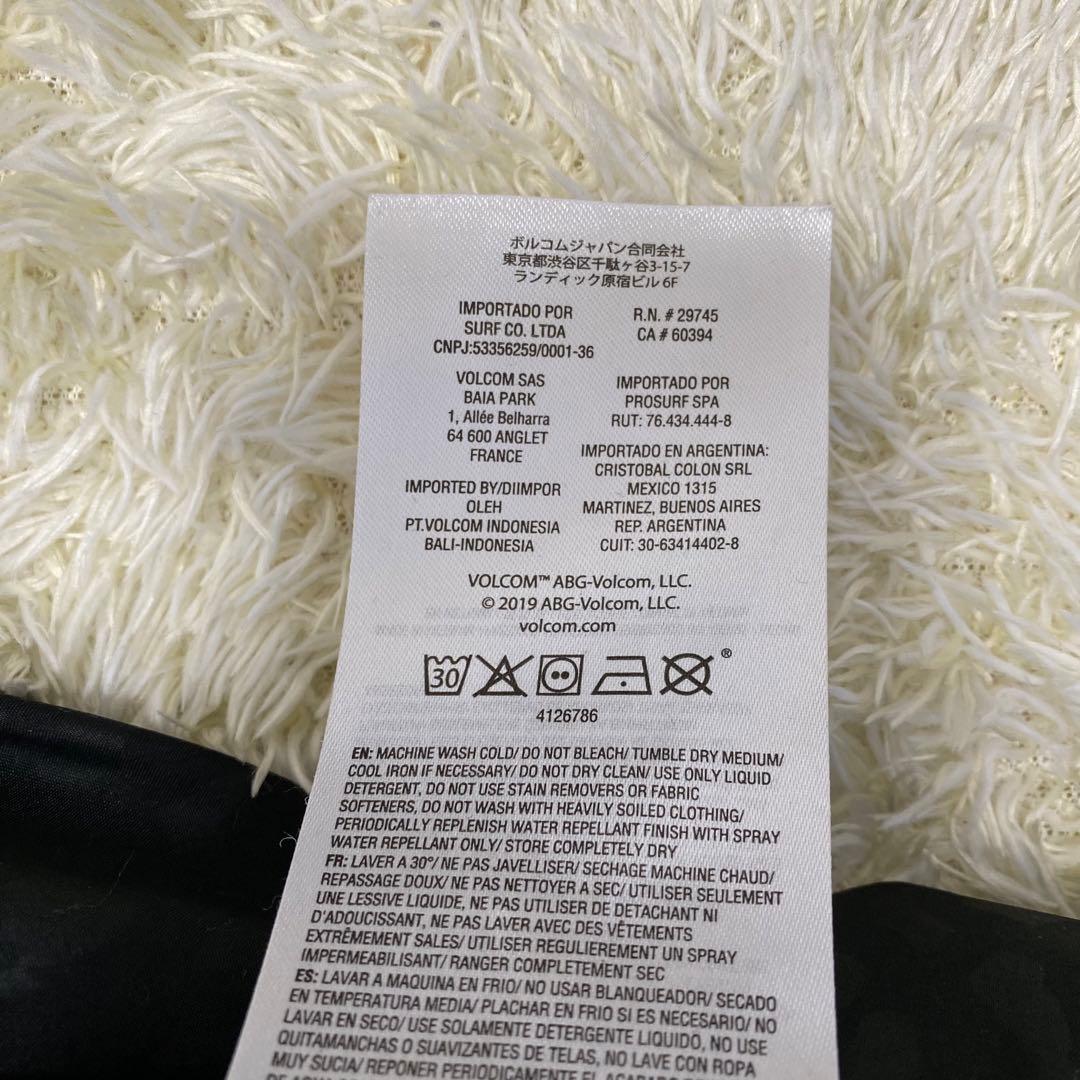 ボルコムジャパン合同会社
東京都渋谷区千駄ヶ谷3-15-7
ランディック原宿ビル 6F
IMPORTADO POR
SURF CO. LTDA
CNPJ:53356259/0001-36
R.N. # 29745
CA # 60394
VOLCOM SAS
BAIA PARK
1, Allée Belharra
64 600 ANGLET
FRANCE
IMPORTADO POR
PROSURF SPA
RUT: 76.434.444-8
IMPORTED BY/DIIMPOR
OLEH
PT.VOLCOM INDONESIA
BALI-INDONESIA
IMPORTADO EN ARGENTINA:
CRISTOBAL COLON SRL
MEXICO 1315
MARTINEZ, BUENOS AIRES
REP. ARGENTINA
CUIT: 30-63414402-8
VOLCOM™ ABG-Volcom, LLC.
© 2019 ABG-Volcom, LLC.
volcom.com
30 ®
4126786
EN: MACHINE WASH COLD/ DO NOT BLEACH/ TUMBLE DRY MEDIUM/
COOL IRON IF NECESSARY/ DO NOT DRY CLEAN/ USE ONLY LIQUID
DETERGENT, DO NOT USE STAIN REMOVERS OR FABRIC
SOFTENERS, DO NOT WASH WITH HEAVILY SOILED CLOTHING/
PERIODICALLY REPLENISH WATER REPELLANT FINISH WITH SPRAY
WATER REPELLANT ONLY/ STORE COMPLETELY DRY
FR: LAVER A 30°/ NE PAS JAVELLISER/ SECHAGE MACHINE CHAUD/
REPASSAGE DOUX/ NE PAS NETTOYER A SEC/ UTILISER SEULEMENT
UNE LESSIVE LIQUIDE, NE PAS UTILISER DE DETACHANT NI
D'ADOUCISSANT, NE PAS LAVER AVEC DES VÊTEMENTS
EXTRÊMEMENT SALES/ UTILISER REGULIEREMENT UN SPRAY
IMPERMEABILISANT/ RANGER COMPLETEMENT SEC
ES: LAVAR A MAQUINA EN FRIO/ NO USAR BLANQUEADOR/ SECADO
EN TEMPERATURA MEDIA/ PLACHAR EN FRIO SI ES NECESARIO/ NO
LAVAR EN SECO/ USE SOLAMENTE DETERGENTE LIQUIDO, NO USE
QUITAMANCHAS O SUAVIZANTES DE TELAS, NO LAVE CON ROPA
MUY SUCIA/ REPONER PERIODICAMENTE EL ACABADO